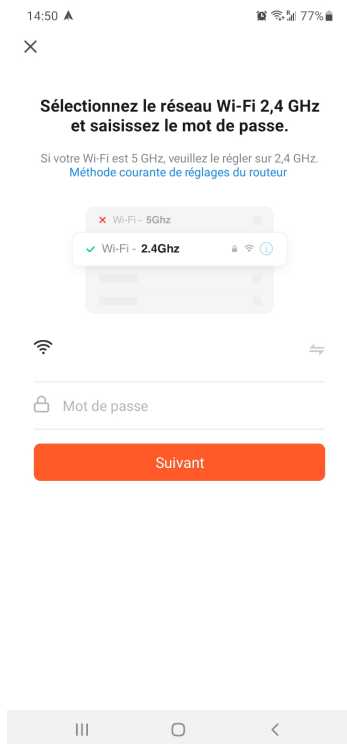 14:50
77%
Sélectionnez le réseau Wi-Fi 2,4 GHz
et saisissez le mot de passe.
Si votre Wi-Fi est 5 GHz, veuillez le régler sur 2,4 GHz.
Méthode courante de réglages du routeur
Wi-Fi - 5Ghz
Wi-Fi - 2.4Ghz
Mot de passe
Suivant